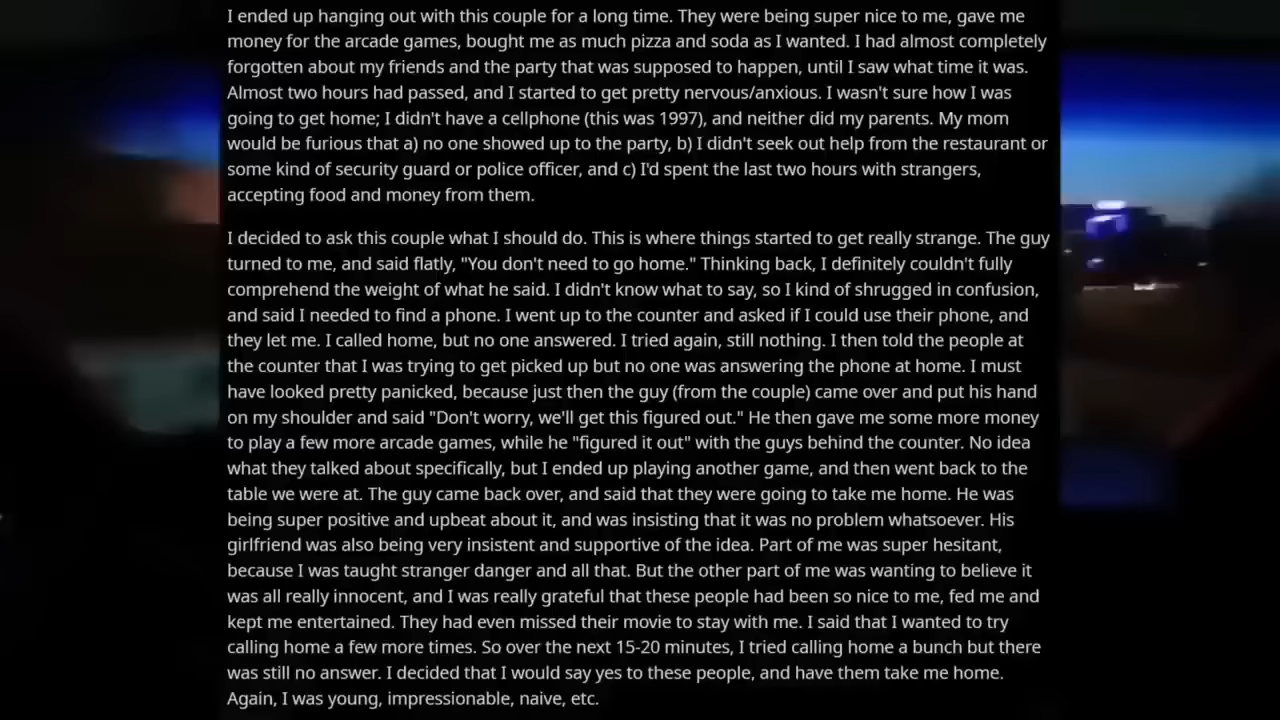 I ended up hanging out with this couple for a long time. They were being super nice to me, gave me
money for the arcade games, bought me as much pizza and soda as I wanted. I had almost completely
forgotten about my friends and the party that was supposed to happen, until I saw what time it was.
Almost two hours had passed, and I started to get pretty nervous/anxious. I wasn't sure how I was
going to get home; I didn't have a cellphone (this was 1997), and neither did my parents. My mom
would be furious that a) no one showed up to the party, b) I didn't seek out help from the restaurant or
some kind of security guard or police officer, and c) I'd spent the last two hours with strangers,
accepting food and money from them.
I decided to ask this couple what I should do. This is where things started to get really strange. The guy
turned to me, and said flatly, "You don't need to go home." Thinking back, I definitely couldn't fully
comprehend the weight of what he said. I didn't know what to say, so I kind of shrugged in confusion,
and said I needed to find a phone. I went up to the counter and asked if I could use their phone, and
they let me. I called home, but no one answered. I tried again, still nothing. I then told the people at
the counter that I was trying to get picked up but no one was answering the phone at home. I must
have looked pretty panicked, because just then the guy (from the couple) came over and put his hand
on my shoulder and said "Don't worry, we'll get this figured out." He then gave me some more money
to play a few more arcade games, while he "figured it out" with the guys behind the counter. No idea
what they talked about specifically, but I ended up playing another game, and then went back to the
table we were at. The guy came back over, and said that they were going to take me home. He was
being super positive and upbeat about it, and was insisting that it was no problem whatsoever. His
girlfriend was also being very insistent and supportive of the idea. Part of me was super hesitant,
because I was taught stranger danger and all that. But the other part of me was wanting to believe it
was all really innocent, and I was really grateful that these people had been so nice to me, fed me and
kept me entertained. They had even missed their movie to stay with me. I said that I wanted to try
calling home a few more times. So over the next 15-20 minutes, I tried calling home a bunch but there
was still no answer. I decided that I would say yes to these people, and have them take me home.
Again, I was young, impressionable, naive, etc.